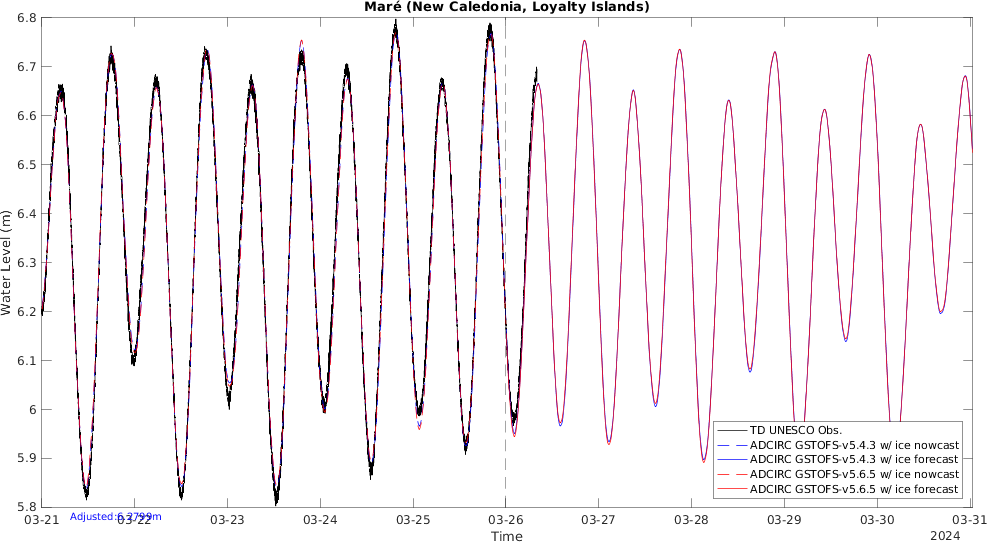 Maré (New Caledonia, Loyalty Islands)
6.8
6.7
6.6
6.5
6.4
6.3
6.2
6.1
6
5.9
5.8
Water Level (m)
TD UNESCO Obs.
ADCIRC GSTOFS-v5.4.3 w/ ice nowcast
ADCIRC GSTOFS-v5.4.3 w/ ice forecast
ADCIRC GSTOFS-v5.6.5 w/ ice nowcast
ADCIRC GSTOFS-v5.6.5 w/ ice forecast
03-21 03-22 03-23 03-24 03-25 03-26 03-27 03-28 03-29 03-30 03-31
Adjusted:6.2799m
Time
2024